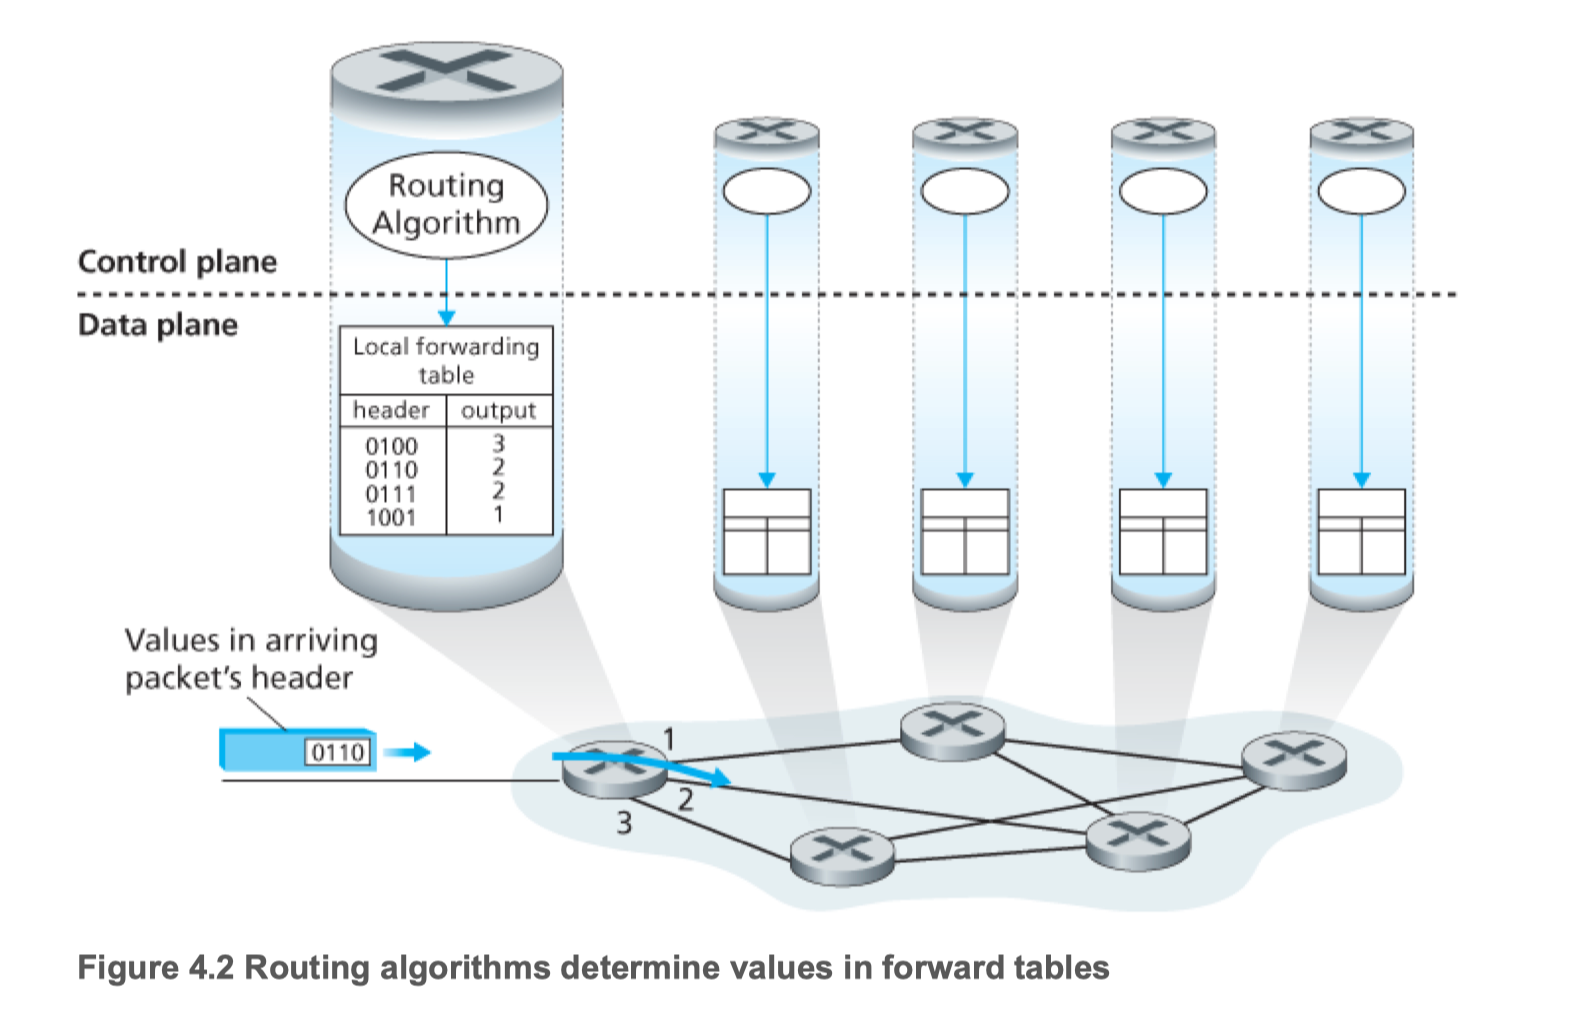 Routing
Algorithm
Control plane
Data plane
Local forwarding
table
header output
0100 3
0110 2
0111 2
1001 1
Values in arriving
packet's header
0110
1
2
3
Figure 4.2 Routing algorithms determine values in forward tables